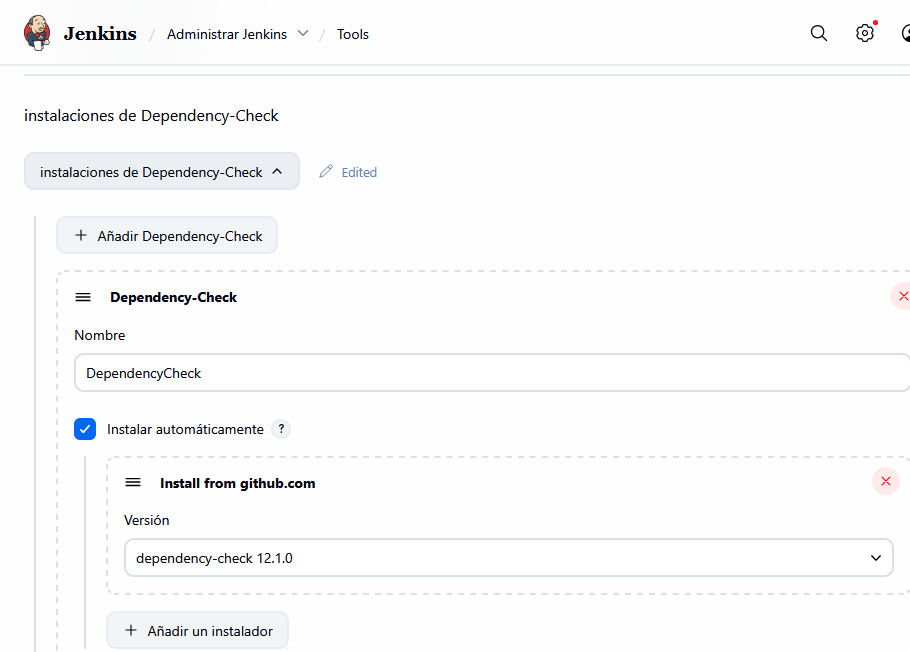 Jenkins / Administrar Jenkins / Tools
instalaciones de Dependency-Check
instalaciones de Dependency-Check Edited
+ Añadir Dependency-Check
Dependency-Check
Nombre
DependencyCheck
Instalar automáticamente ?
Install from github.com
Versión
dependency-check 12.1.0
+ Añadir un instalador